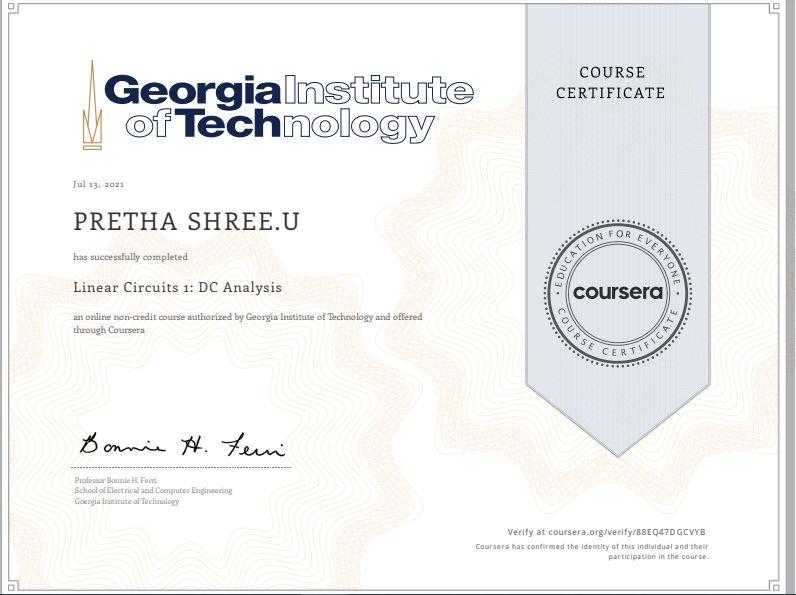 Georgia Institute
of Technology
COURSE
CERTIFICATE
Jul 13, 2021
PRETHA SHREE.U
has successfully completed
Linear Circuits 1: DC Analysis
an online non-credit course authorized by Georgia Institute of Technology and offered
through Coursera
EDUCATION FOR EVERYONE
coursera
COURSE CERTIFICATE
Bonnie H. Ferri
Professor Bonnie H. Ferri
School of Electrical and Computer Engineering
Goergia Institute of Technology
Verify at coursera.org/verify/88EQ47DGCVYB
Coursera has confirmed the identity of this individual and their
participation in the course.